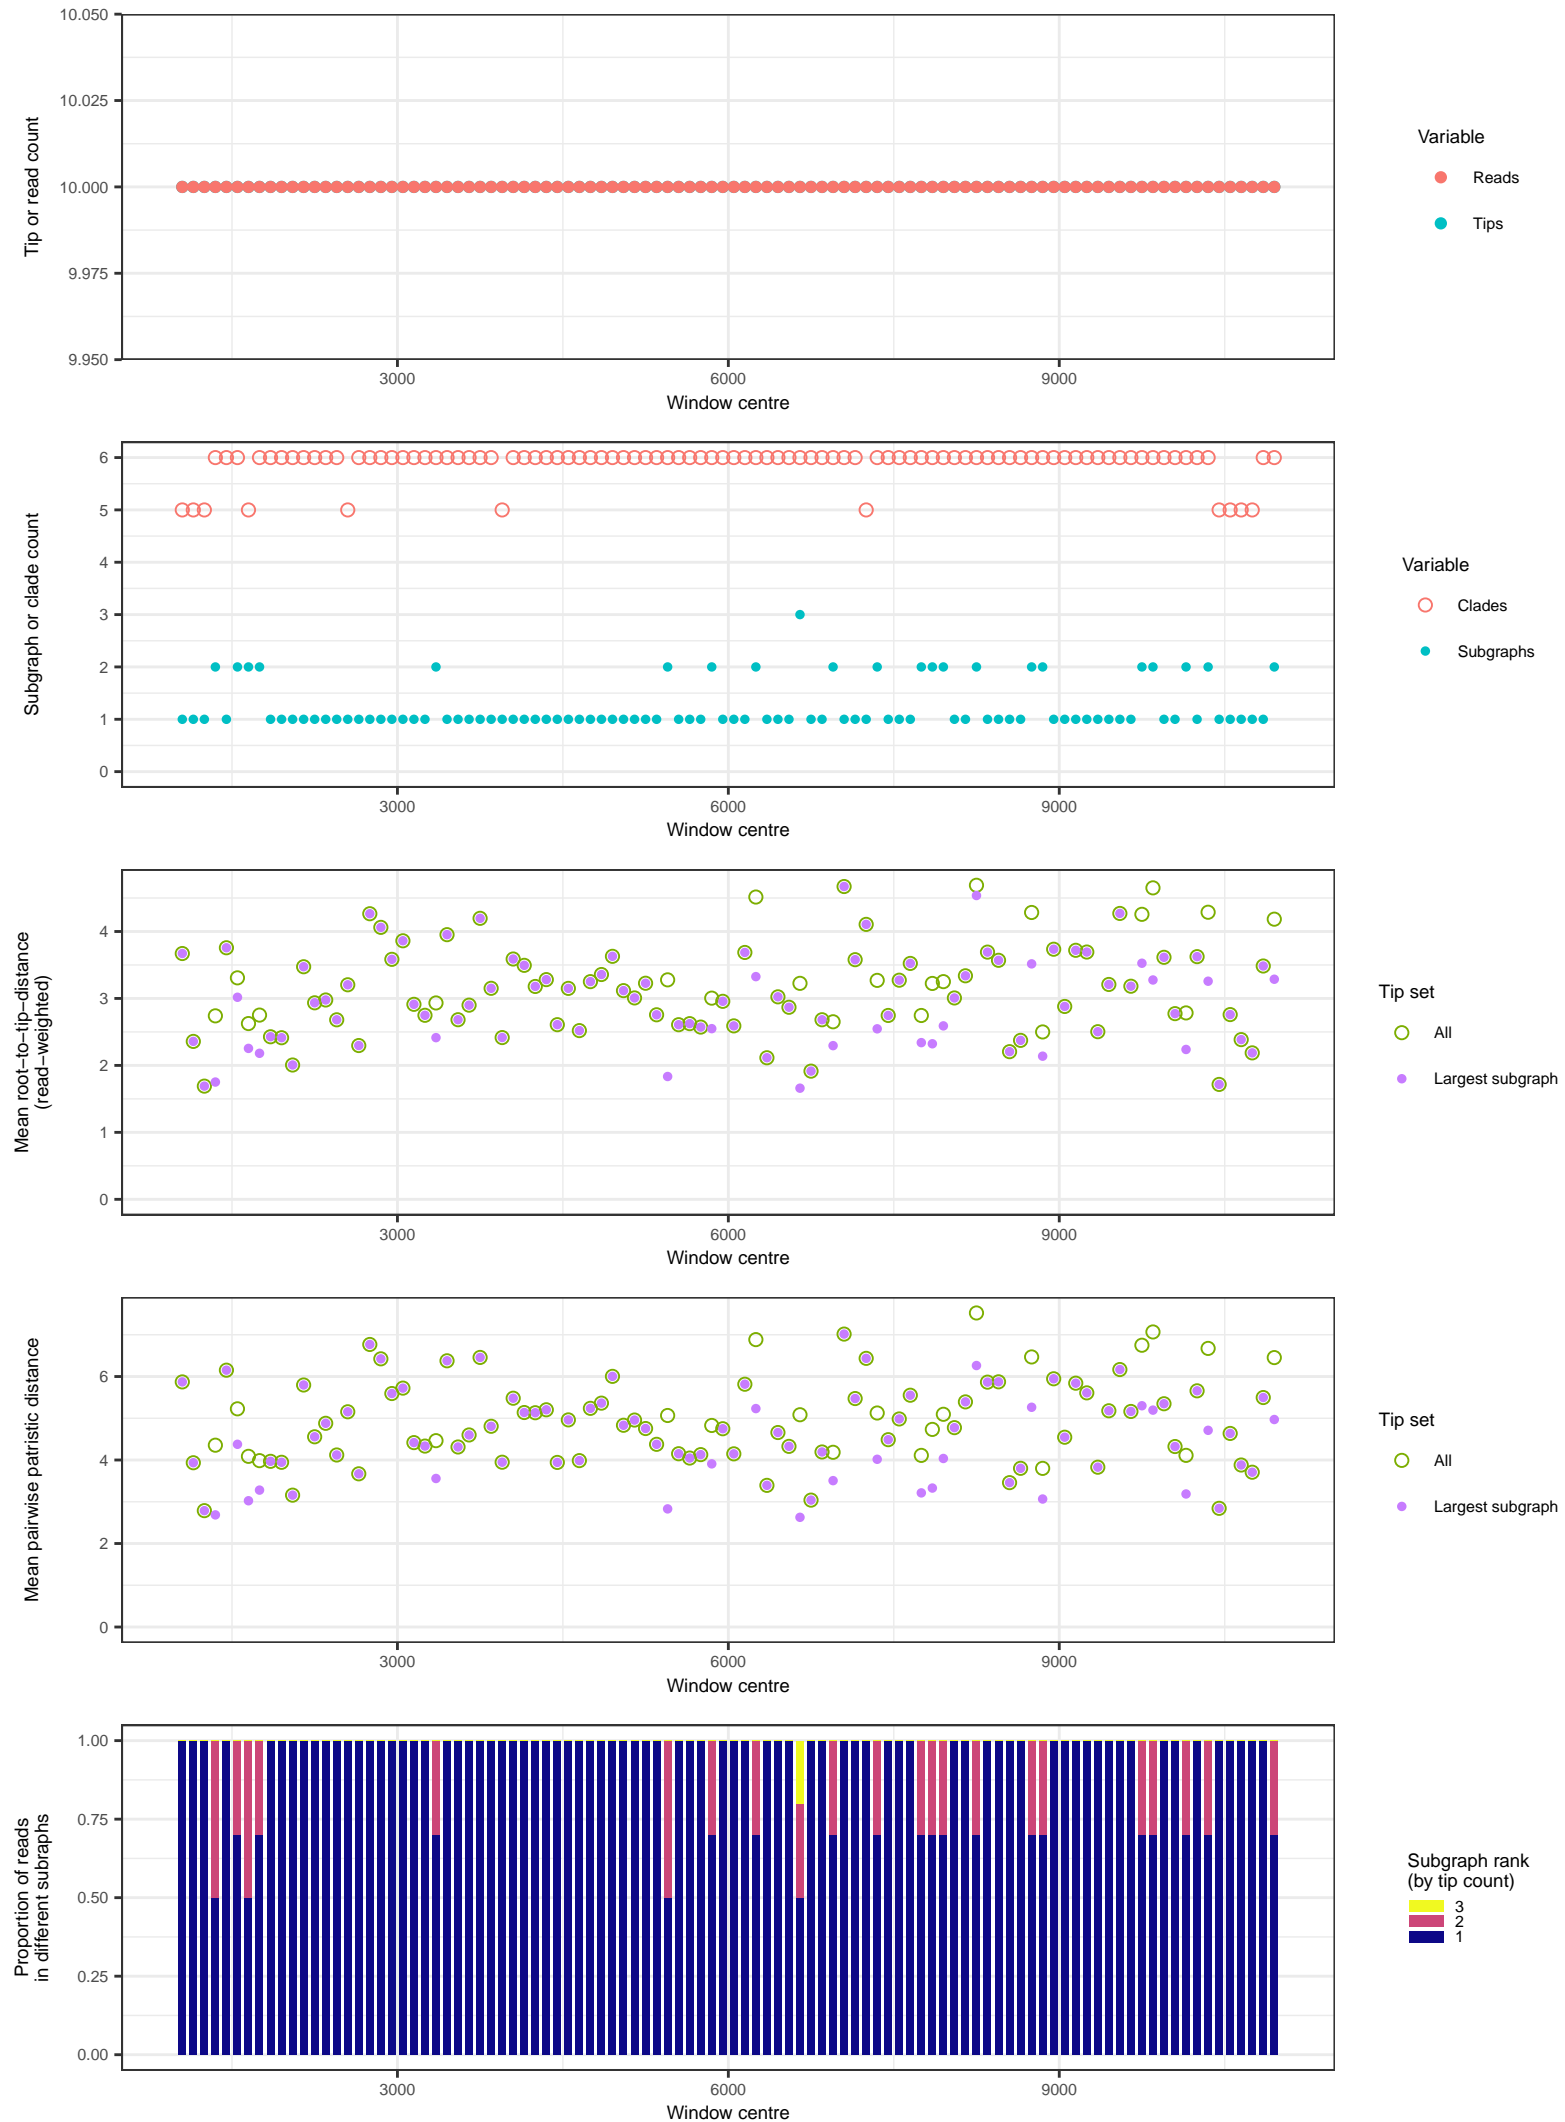 10.050
10.025
10.000
9.975
9.950
Tip or read count
3000
6000
9000
Window centre
Variable
Reads
Tips
6
5
4
3
2
1
0
Subgraph or clade count
3000
6000
9000
Window centre
Variable
Clades
Subgraphs
4
3
2
1
0
Mean root−to−tip−distance
(read−weighted)
3000
6000
9000
Window centre
Tip set
All
Largest subgraph
6
4
2
0
Mean pairwise patristic distance
3000
6000
9000
Window centre
Tip set
All
Largest subgraph
1.00
0.75
0.50
0.25
0.00
Proportion of reads
in different subraphs
3000
6000
9000
Window centre
Subgraph rank
(by tip count)
3
2
1